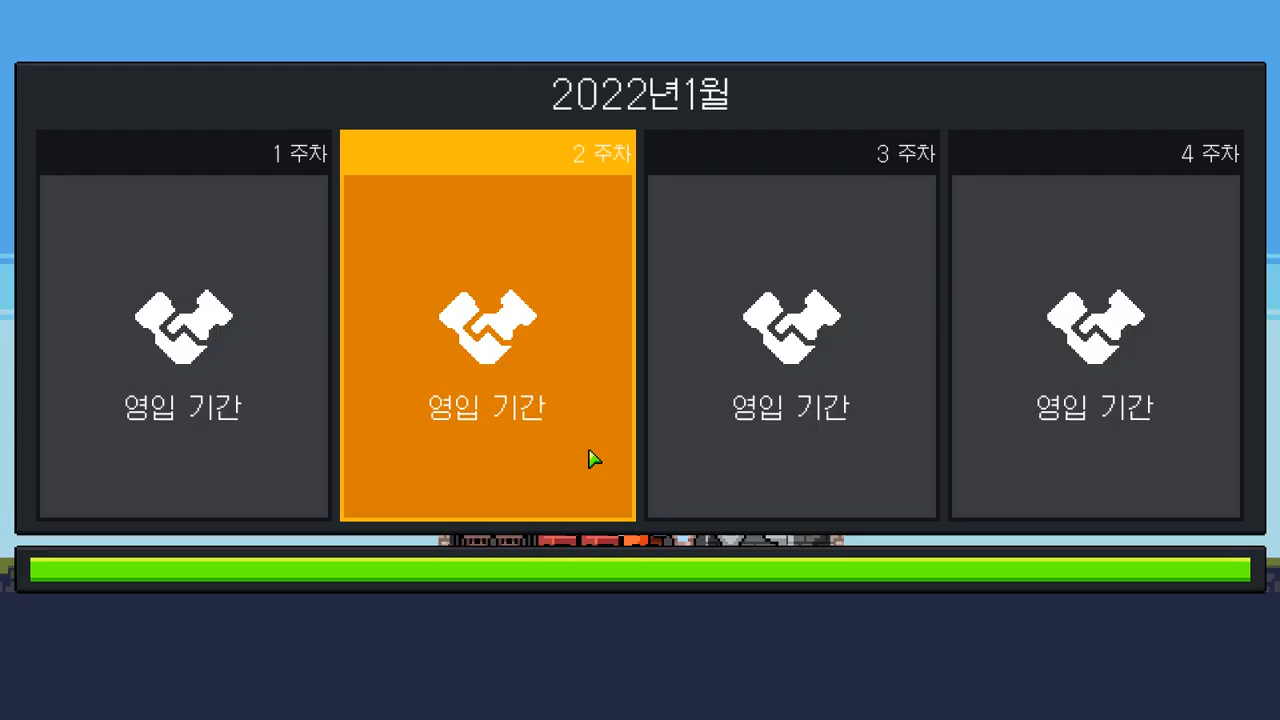 2022년1월
1 주차
2 주차
3 주차
4 주차
영입 기간
영입 기간
영입 기간
영입 기간